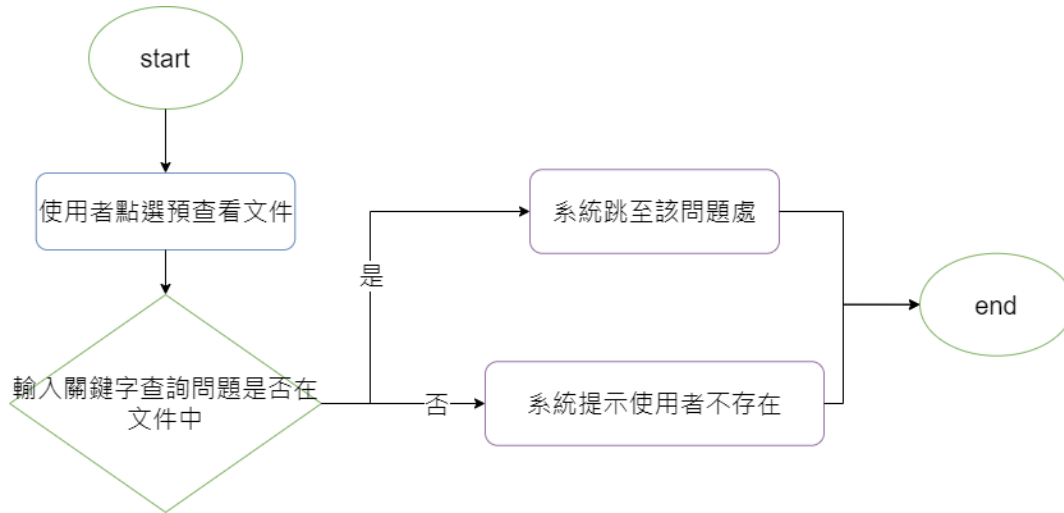 start
使用者點選預查看文件
輸入關鍵字查詢問題是否在
文件中
是
否
系統跳至該問題處
系統提示使用者不存在
end